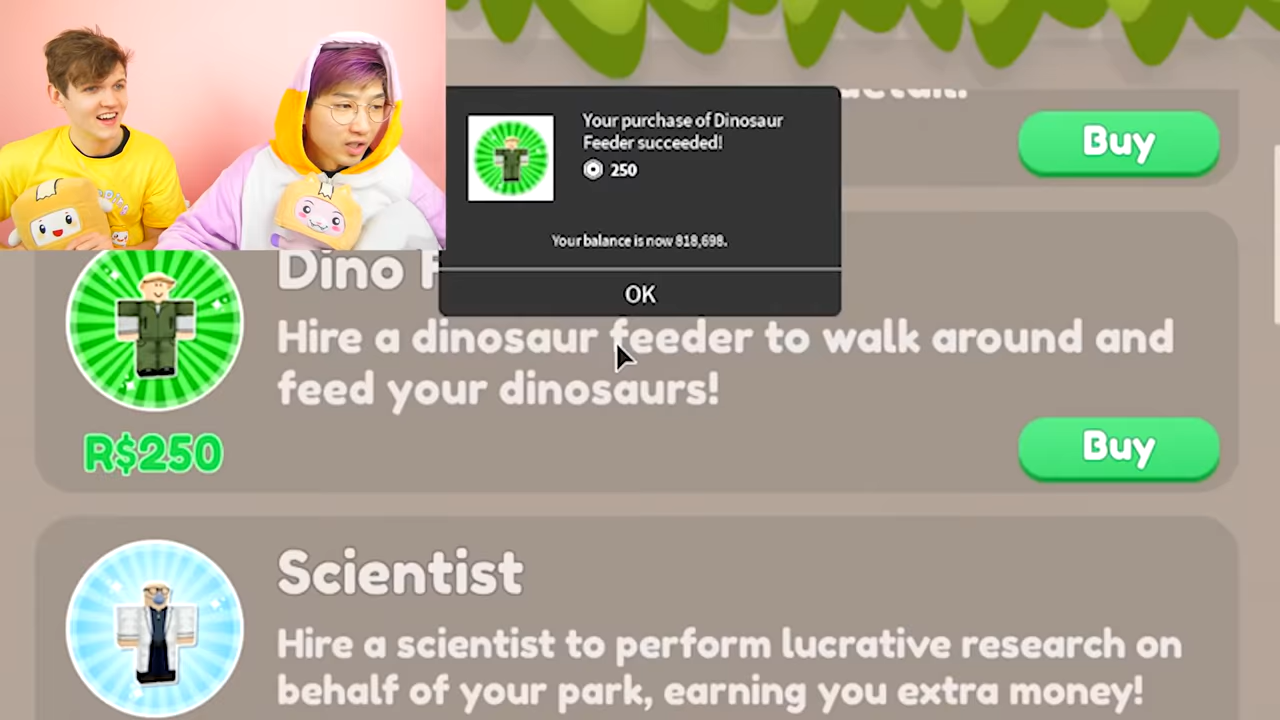 detail!
Buy
Your purchase of Dinosaur
Feeder succeeded!
250
Your balance is now 818,698.
OK
Dino F
Hire a dinosaur feeder to walk around and
feed your dinosaurs!
R$250
Buy
Scientist
Hire a scientist to perform lucrative research on
behalf of your park, earning you extra money!